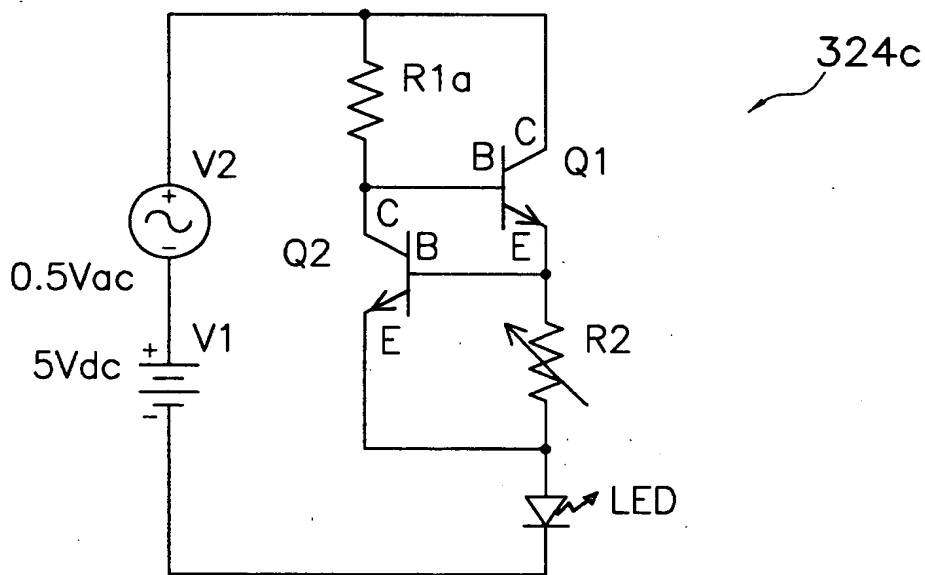 324c
R1a
C
B
Q1
V2
+
−
C
B
E
Q2
0.5Vac
V1
+
5Vdc
−
E
R2
LED